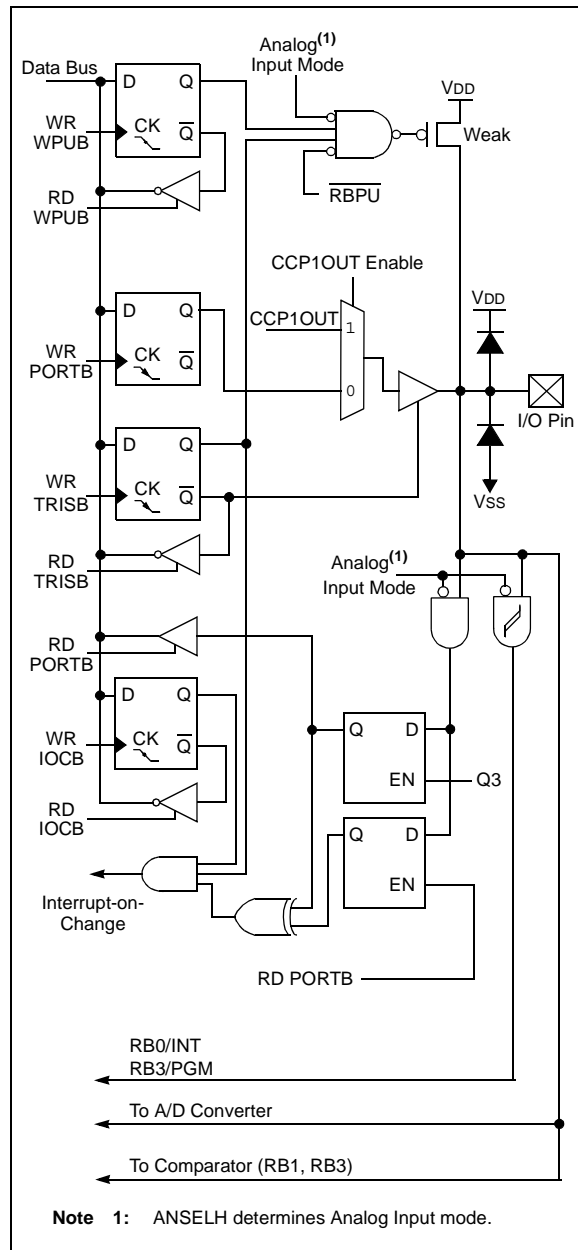 Analog(1)
Input Mode
Data Bus
D
Q
VDD
WR
WPUB
CK
Q
Weak
RD
WPUB
RBPU
CCP1OUT Enable
D
Q
CCP1OUT
1
VDD
WR
PORTB
CK
Q
0
I/O Pin
D
Q
WR
TRISB
CK
Q
VSS
RD
TRISB
Analog(1)
Input Mode
RD
PORTB
D
Q
WR
IOCB
CK
Q
Q
D
EN
Q3
RD
IOCB
Q
D
EN
Interrupt-on-
Change
RD PORTB
RB0/INT
RB3/PGM
To A/D Converter
To Comparator (RB1, RB3)
Note 1: ANSELH determines Analog Input mode.